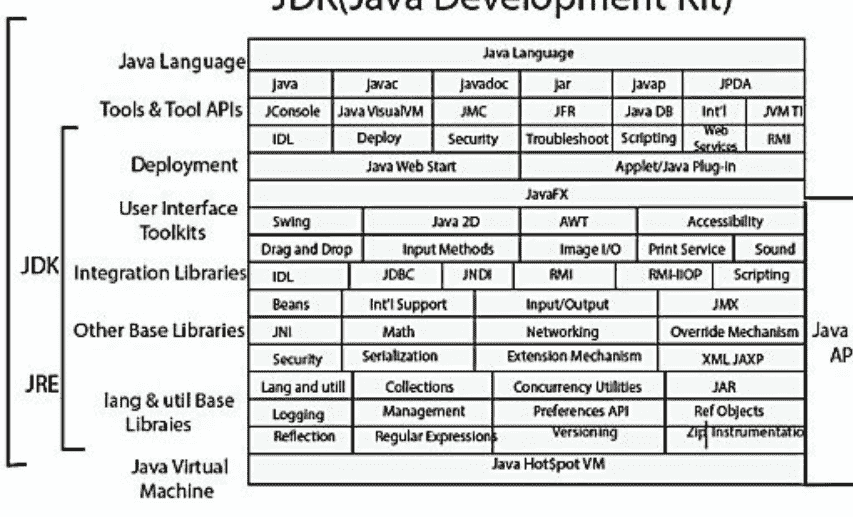 JDK(Java Development Kit)
Java Language
Java Language
Tools & Tool APIs
Java Javac Javadoc Jar Javap JPDA
JConsole Java VisualVM JMC JFR Java DB Int'l JVM TI
IDL Deploy Security Troubleshoot Scripting Web Services RMI
Deployment
Java Web Start Applet/Java Plug-in
JavaFX
User Interface
Toolkits
Swing Java 2D AWT Accessibility
Drag and Drop Input Methods Image I/O Print Service Sound
JDK
Integration Libraries
IDL JDBC JNDI RMI RMI-IIOP Scripting
Beans Int'l Support Input/Output JMX
Other Base Libraries
JNI Math Networking Override Mechanism
Java
AP
Security Serialization Extension Mechanism XML JAXP
JRE
lang & util Base
Libraies
Lang and utill Collections Concurrency Utilities JAR
Logging Management Preferences API Ref Objects
Reflection Regular Expressions Versioning Zip Instrumentatio
Java Virtual
Machine
Java HotSpot VM